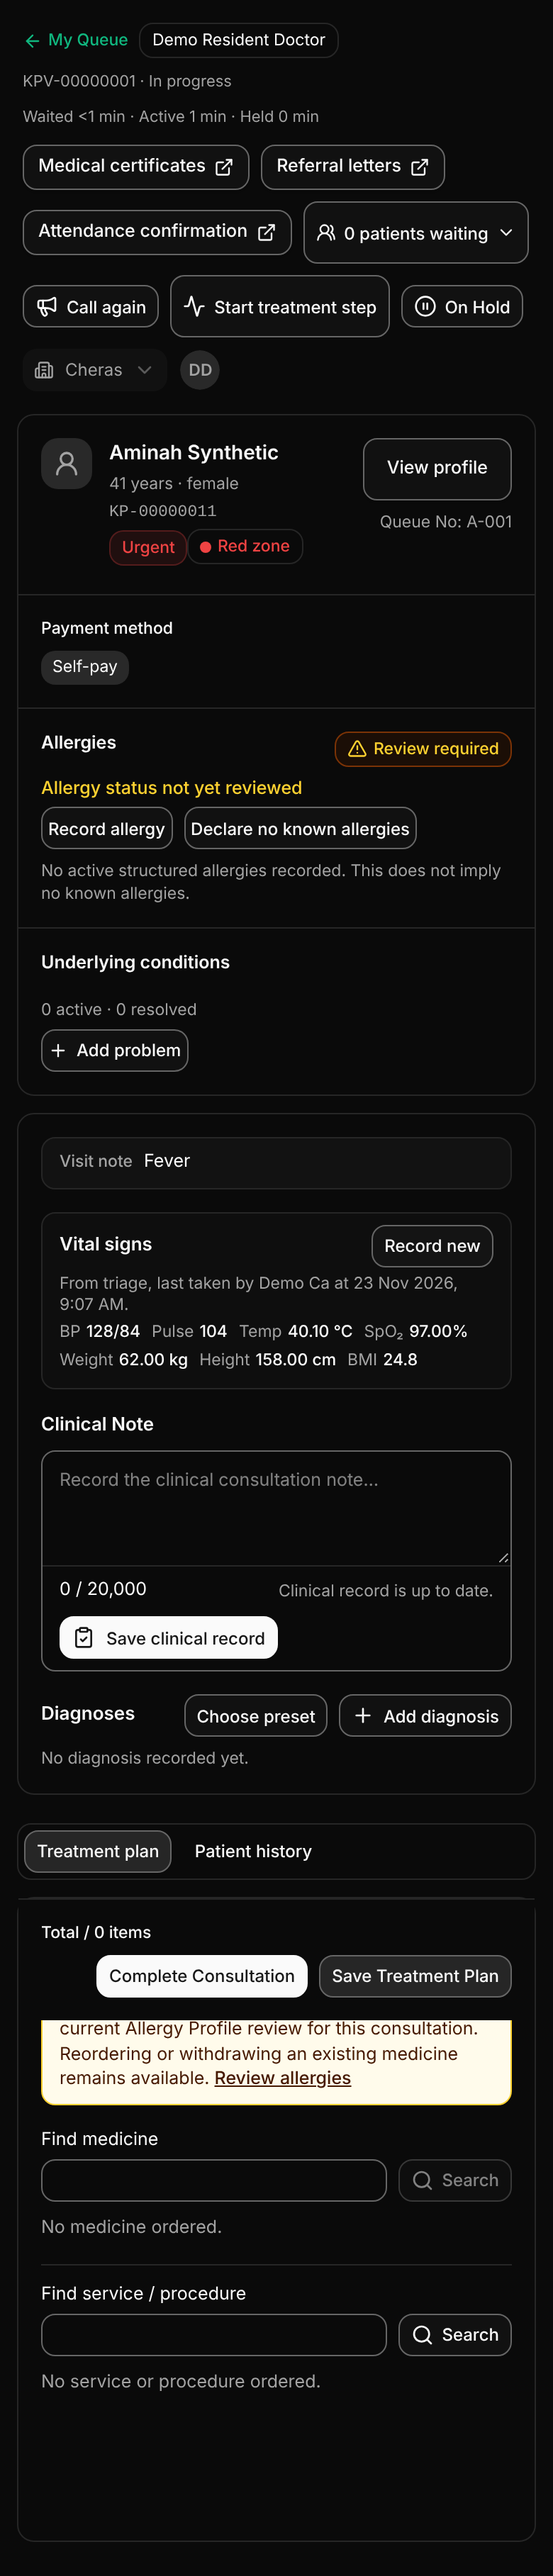 My Queue
Demo Resident Doctor
KPV-00000001 · In progress
Waited <1 min · Active 1 min · Held 0 min
Medical certificates
Referral letters
Attendance confirmation
0 patients waiting
Call again
Start treatment step
On Hold
Cheras
DD
Aminah Synthetic
View profile
41 years · female
KP-00000011
Queue No: A-001
Urgent
Red zone
Payment method
Self-pay
Allergies
Review required
Allergy status not yet reviewed
Record allergy
Declare no known allergies
No active structured allergies recorded. This does not imply
no known allergies.
Underlying conditions
0 active · 0 resolved
Add problem
Visit note Fever
Vital signs
Record new
From triage, last taken by Demo Ca at 23 Nov 2026,
9:07 AM.
BP 128/84 Pulse 104 Temp 40.10 °C SpO₂ 97.00%
Weight 62.00 kg Height 158.00 cm BMI 24.8
Clinical Note
Record the clinical consultation note...
0 / 20,000
Clinical record is up to date.
Save clinical record
Diagnoses
Choose preset
Add diagnosis
No diagnosis recorded yet.
Treatment plan
Patient history
Total / 0 items
Complete Consultation
Save Treatment Plan
current Allergy Profile review for this consultation.
Reordering or withdrawing an existing medicine
remains available. Review allergies
Find medicine
Search
No medicine ordered.
Find service / procedure
Search
No service or procedure ordered.